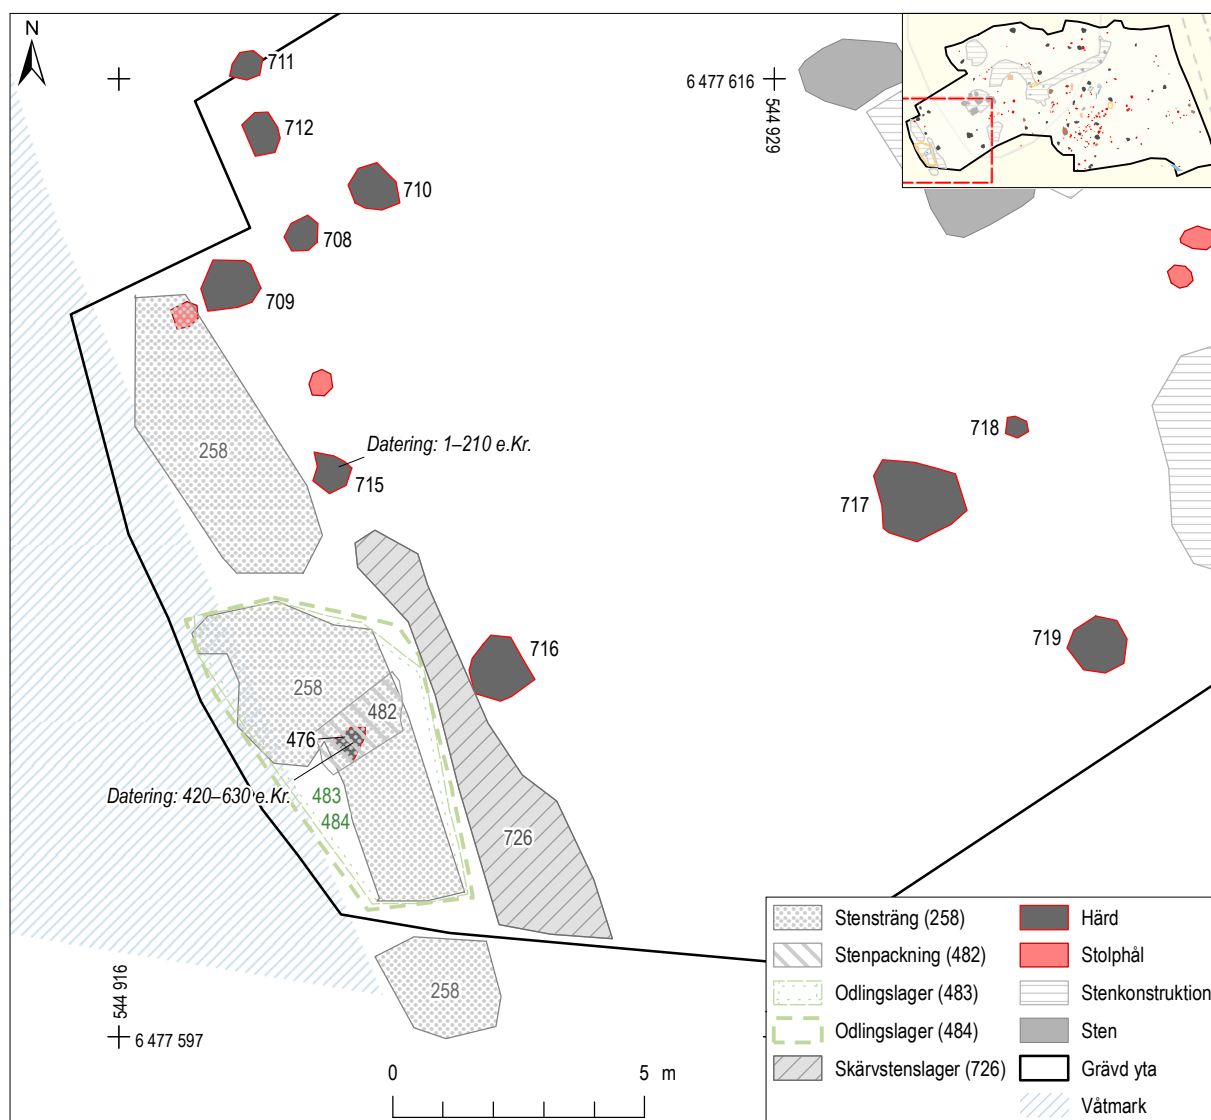 N
711
6 477 616
544 929
712
710
708
709
718
Datering: 1–210 e.Kr.
258
715
717
719
716
258
482
476
Datering: 420–630 e.Kr.
483
484
726
258
544 916
6 477 597
0 5 m
Stensträng (258)
Stenpackning (482)
Odlingslager (483)
Odlingslager (484)
Skärvstenslager (726)
Härd
Stolphål
Stenkonstruktion
Sten
Grävd yta
Våtmark